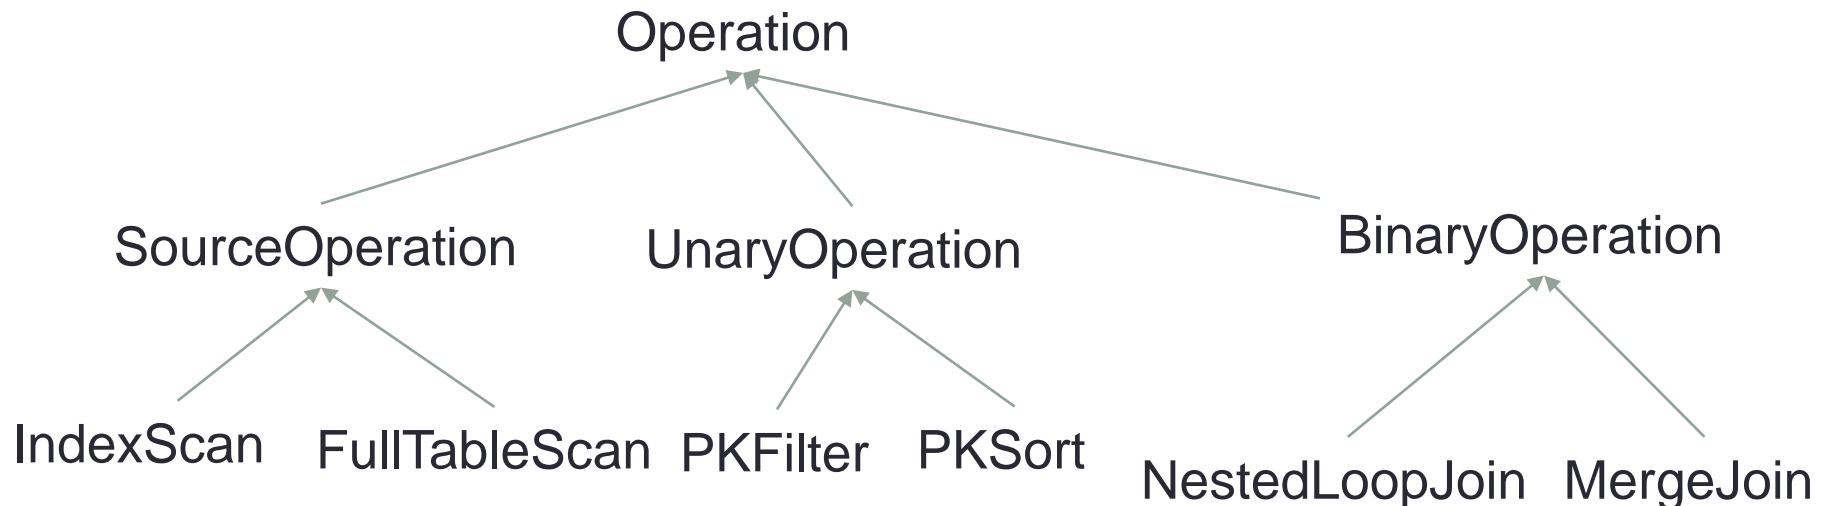 Operation
SourceOperation
UnaryOperation
BinaryOperation
IndexScan
FullTableScan
PKFilter
PKSort
NestedLoopJoin
MergeJoin